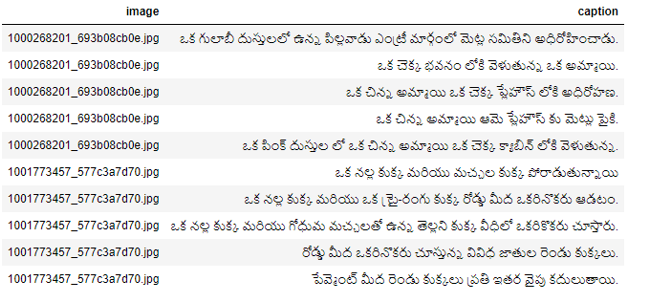 image caption
1000268201_693b08cb0e.jpg ఒక గులాబీ దుస్తులలో ఉన్న పిల్లవాడు ఎంట్రీ మార్గంలో మెట్ల సమితిని అధిరోహించాడు.
1000268201_693b08cb0e.jpg ఒక చెక్క భవనం లోకి వెళుతున్న ఒక అమ్మాయి.
1000268201_693b08cb0e.jpg ఒక చిన్న అమ్మాయి ఒక చెక్క ప్లేహౌస్ లోకి అధిరోహణ.
1000268201_693b08cb0e.jpg ఒక చిన్న అమ్మాయి ఆమె ప్లేహౌస్ కు మెట్లు పైకి.
1000268201_693b08cb0e.jpg ఒక పింక్ దుస్తుల లో ఒక చిన్న అమ్మాయి ఒక చెక్క క్యాబిన్ లోకి వెళుతున్న.
1001773457_577c3a7d70.jpg ఒక నల్ల కుక్క మరియు మచ్చల కుక్క పోరాడుతున్నాయి
1001773457_577c3a7d70.jpg ఒక నల్ల కుక్క మరియు ఒక ట్రై-రంగు కుక్క రోడ్డు మీద ఒకరినొకరు ఆడటం.
1001773457_577c3a7d70.jpg ఒక నల్ల కుక్క మరియు గోధుమ మచ్చలతో ఉన్న తెల్లని కుక్క వీధిలో ఒకరికొకరు చూస్తారు.
1001773457_577c3a7d70.jpg రోడ్డు మీద ఒకరినొకరు చూస్తున్న వివిధ జాతుల రెండు కుక్కలు.
1001773457_577c3a7d70.jpg పేవ్మెంట్ మీద రెండు కుక్కలు ప్రతి ఇతర వైపు కదులుతాయి.